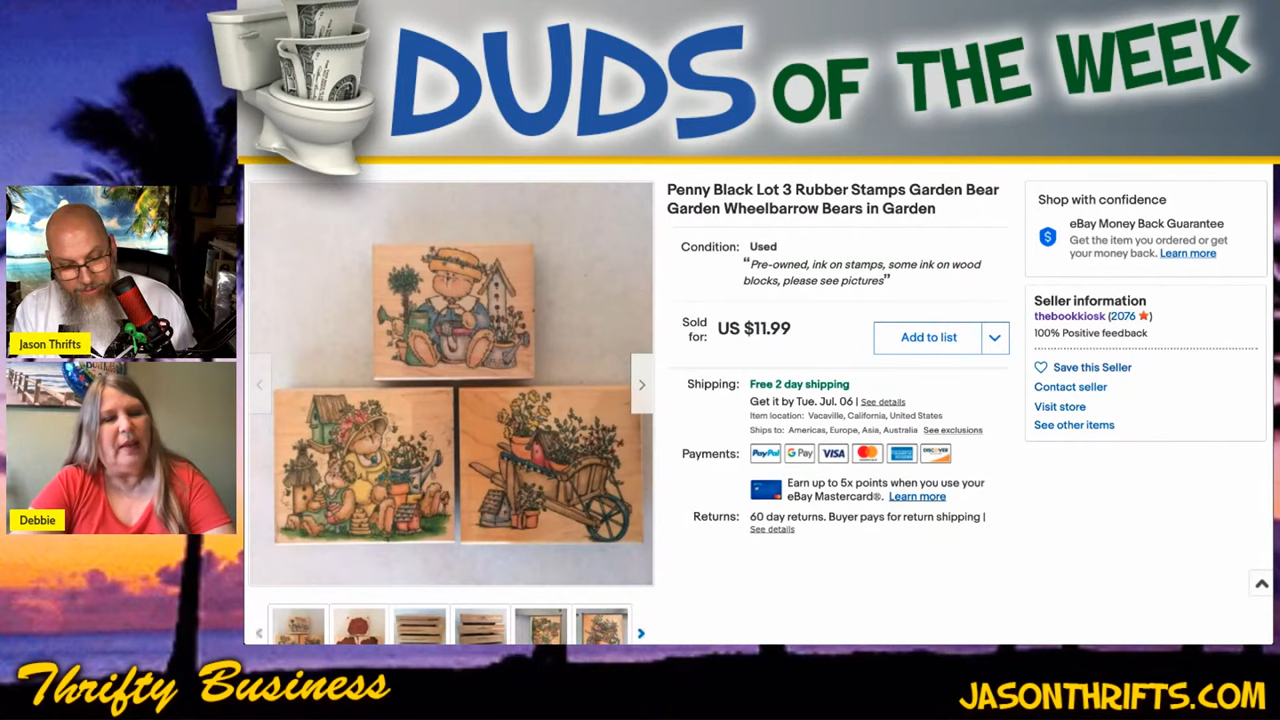 DUDS OF THE WEEK
Penny Black Lot 3 Rubber Stamps Garden Bear
Garden Wheelbarrow Bears in Garden
Condition: Used
“Pre-owned, ink on stamps, some ink on wood
blocks, please see pictures”
Sold
for: US $11.99
Add to list
Shipping: Free 2 day shipping
Get it by Tue. Jul. 06 | See details
Item location: Vacaville, California, United States
Ships to: Americas, Europe, Asia, Australia See exclusions
Payments: PayPal G Pay VISA
DISCOVER
Earn up to 5x points when you use your
eBay Mastercard®. Learn more
Returns: 60 day returns. Buyer pays for return shipping |
See details
Shop with confidence
eBay Money Back Guarantee
Get the item you ordered or get
your money back. Learn more
Seller information
thebookkiosk (2076 )
100% Positive feedback
Save this Seller
Contact seller
Visit store
See other items
Jason Thrifts
Debbie
Thrifty Business
JASONTHRIFTS.COM